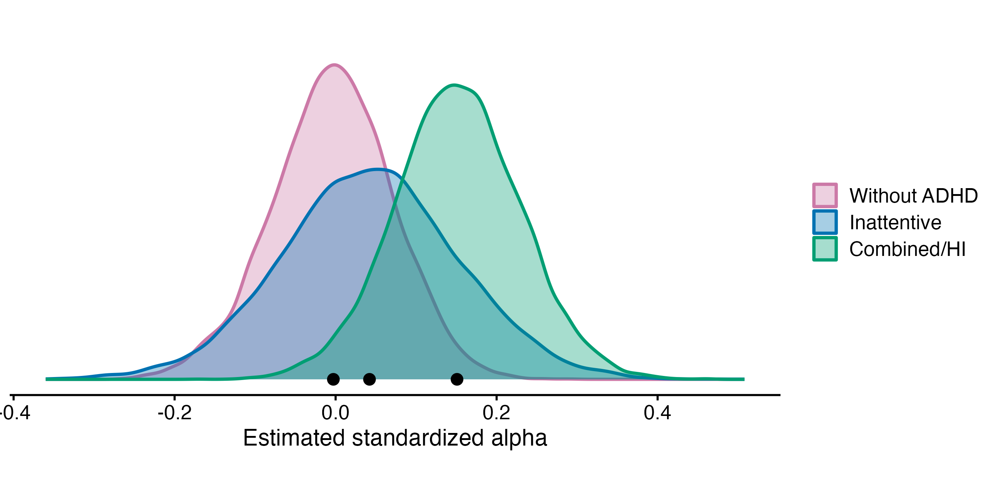 Without ADHD
Inattentive
Combined/HI
-0.4 -0.2 0.0 0.2 0.4
Estimated standardized alpha